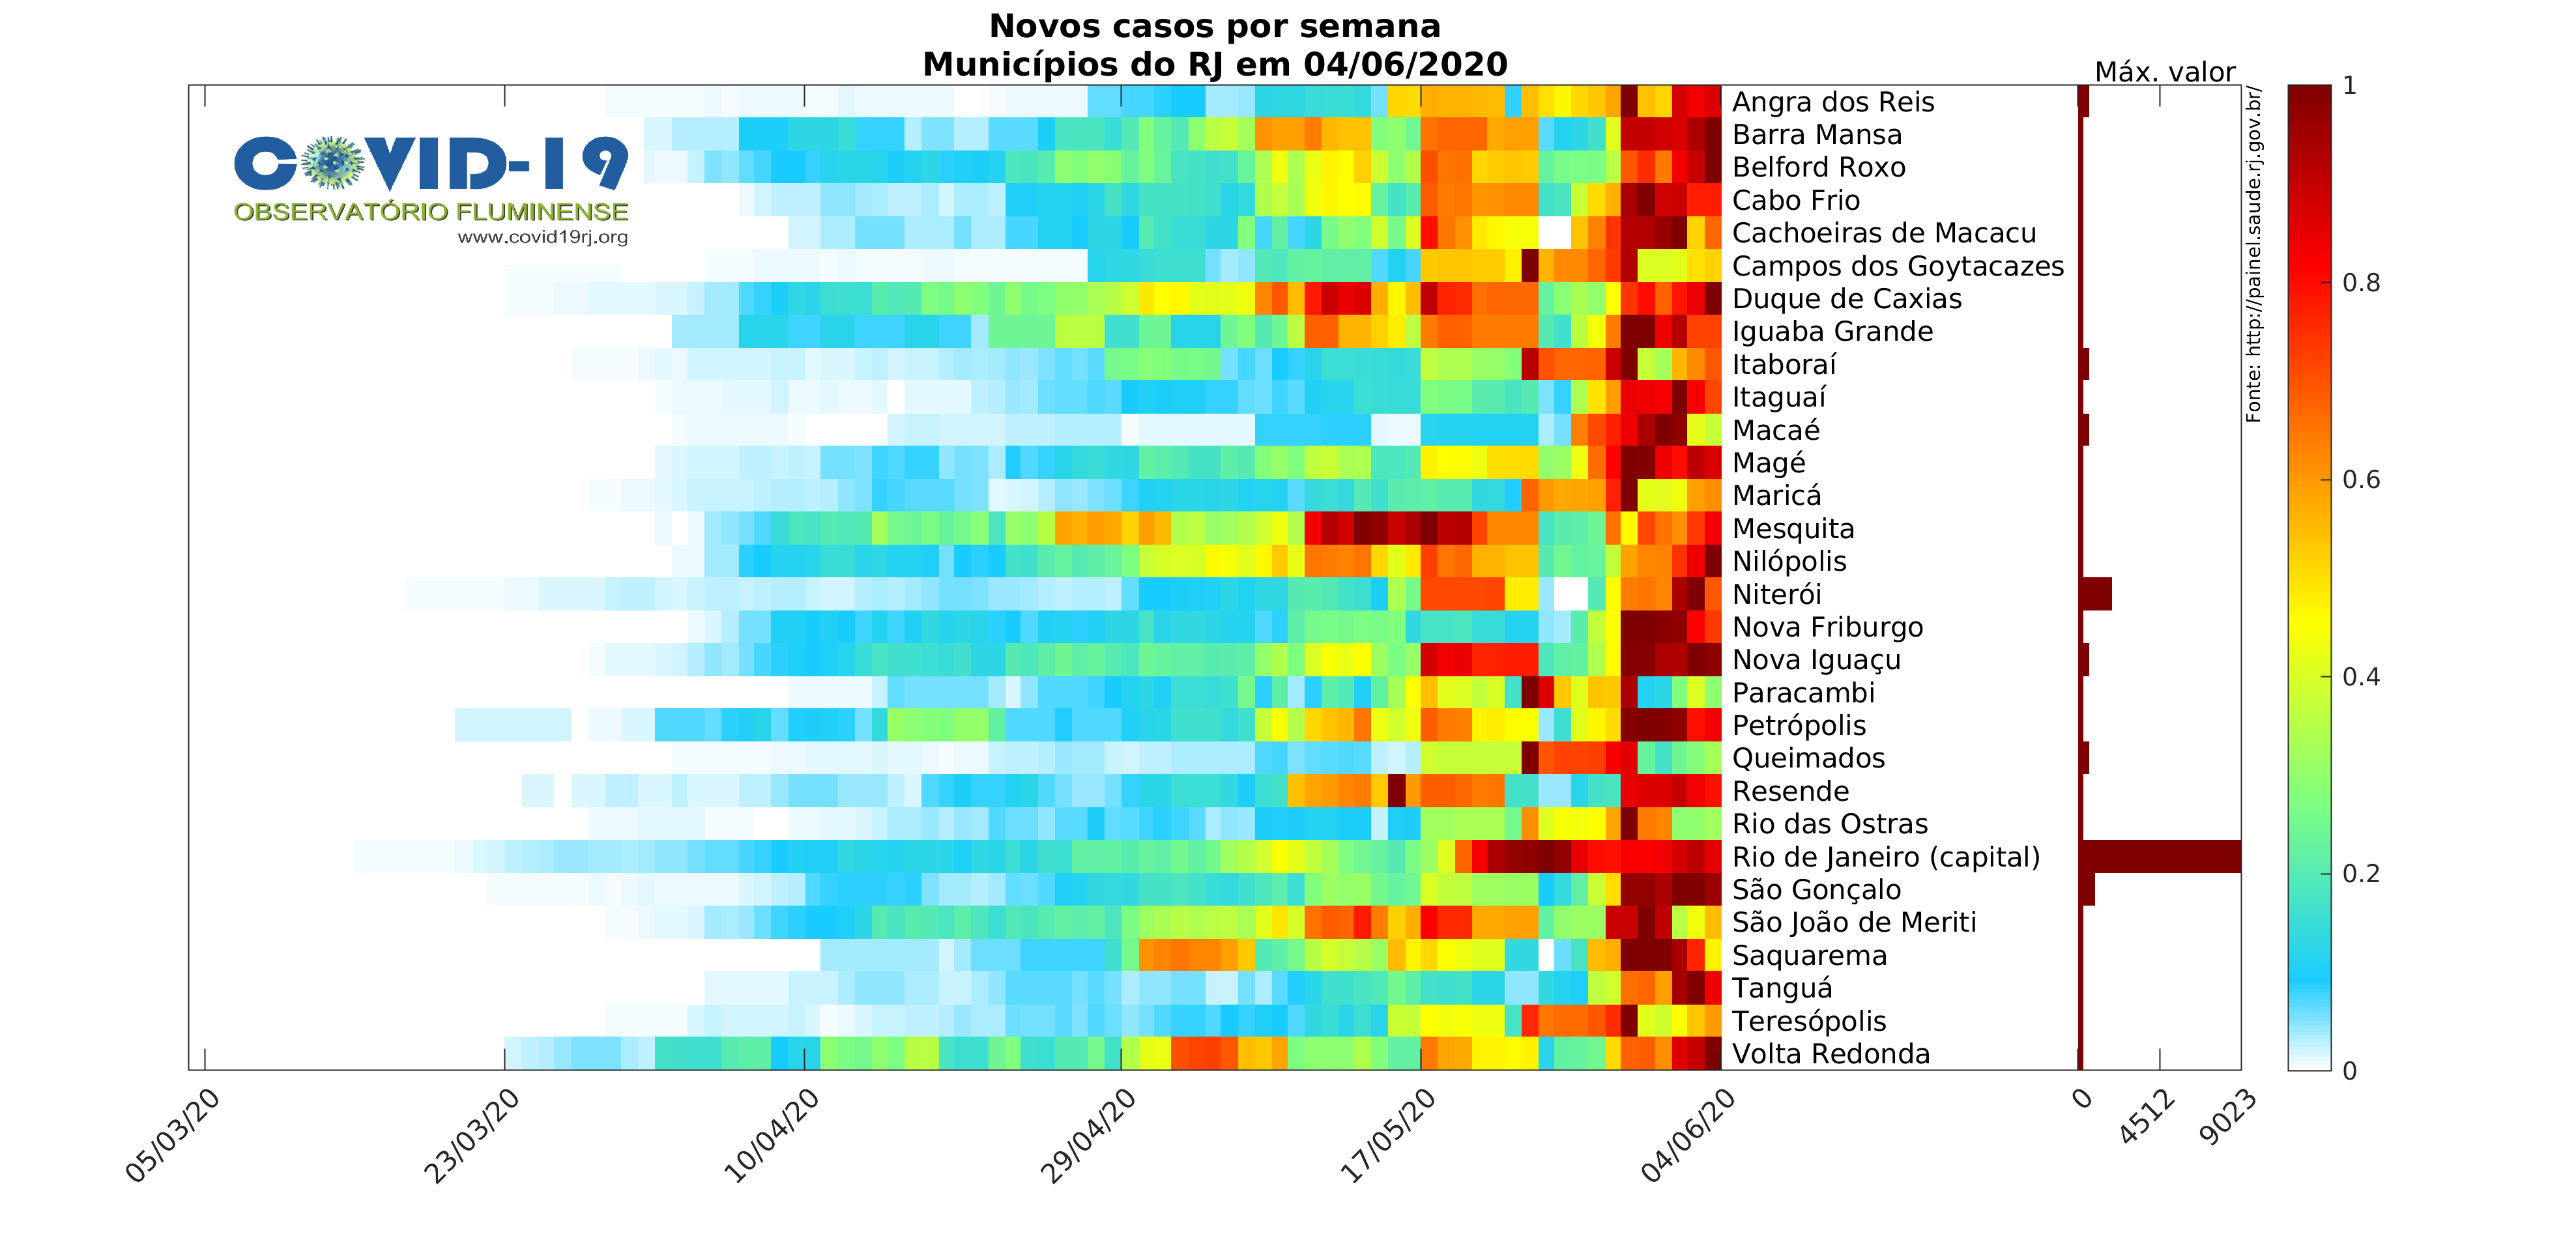 Novos casos por semana
Municípios do RJ em 04/06/2020
Máx. valor
COVID-19
OBSERVATÓRIO FLUMINENSE
www.covid19rj.org
Angra dos Reis
Barra Mansa
Belford Roxo
Cabo Frio
Cachoeiras de Macacu
Campos dos Goytacazes
Duque de Caxias
Iguaba Grande
Itaboraí
Itaguaí
Macaé
Magé
Maricá
Mesquita
Nilópolis
Niterói
Nova Friburgo
Nova Iguaçu
Paracambi
Petrópolis
Queimados
Resende
Rio das Ostras
Rio de Janeiro (capital)
São Gonçalo
São João de Meriti
Saquarema
Tanguá
Teresópolis
Volta Redonda
Fonte: http://painel.saude.rj.gov.br/
1
0.8
0.6
0.4
0.2
0
05/03/20
23/03/20
10/04/20
29/04/20
17/05/20
04/06/20
0
4512
9023